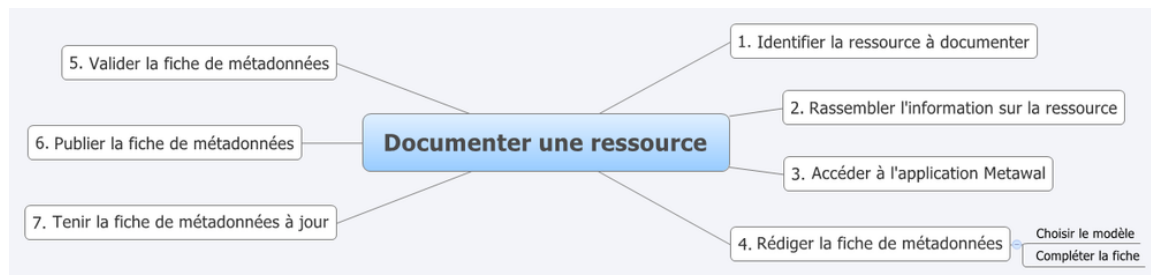 Documenter une ressource
1. Identifier la ressource à documenter
2. Rassembler l'information sur la ressource
3. Accéder à l'application Metawal
4. Rédiger la fiche de métadonnées
Choisir le modèle
Compléter la fiche
5. Valider la fiche de métadonnées
6. Publier la fiche de métadonnées
7. Tenir la fiche de métadonnées à jour